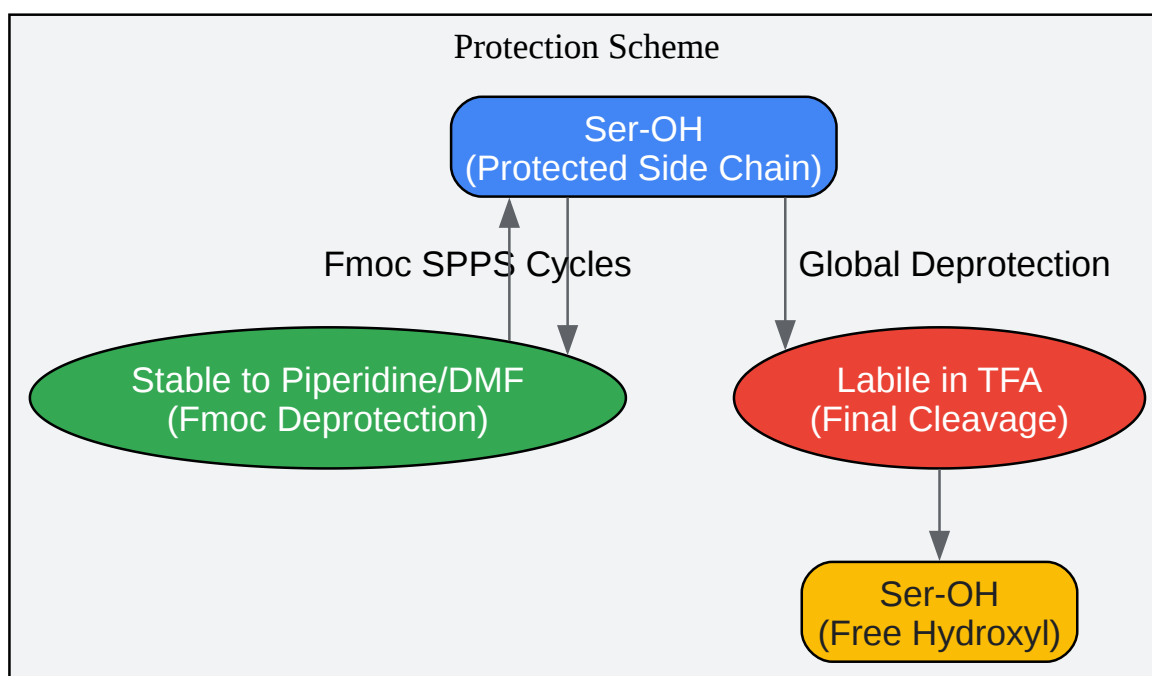 Protection Scheme
Ser-OH
(Protected Side Chain)
Fmoc SPPS Cycles
Global Deprotection
Stable to Piperidine/DMF
(Fmoc Deprotection)
Labile in TFA
(Final Cleavage)
Ser-OH
(Free Hydroxyl)